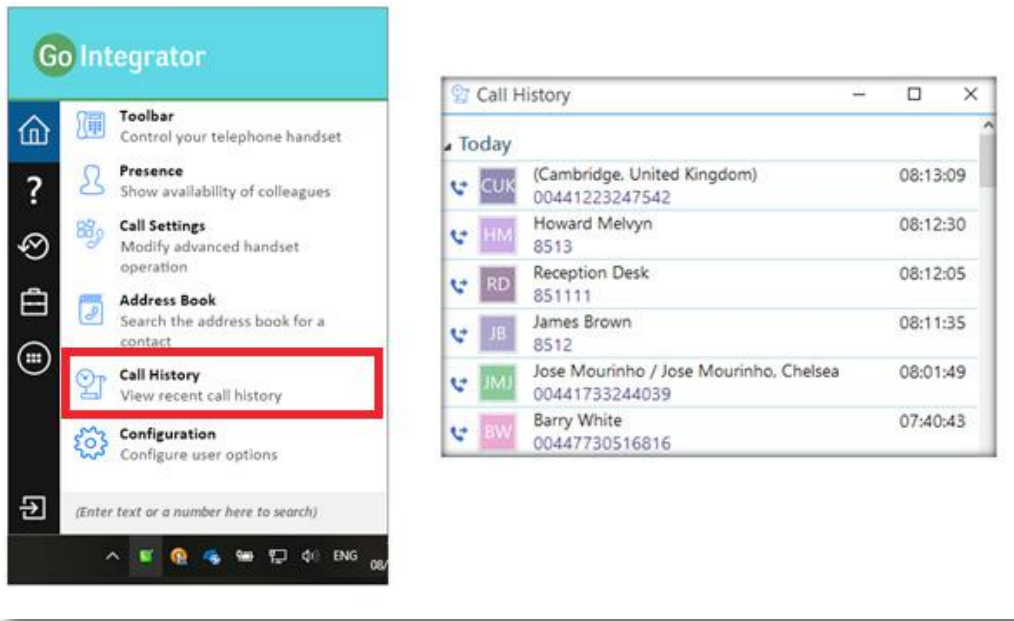 Go Integrator
Toolbar
Control your telephone handset
Presence
Show availability of colleagues
Call Settings
Modify advanced handset
operation
Address Book
Search the address book for a
contact
Call History
View recent call history
Configuration
Configure user options
(Enter text or a number here to search)
ENG
08/
Call History
Today
CUK
(Cambridge, United Kingdom)
08:13:09
00441223247542
HM
Howard Melvyn
08:12:30
8513
RD
Reception Desk
08:12:05
851111
JB
James Brown
08:11:35
8512
JMJ
Jose Mourinho / Jose Mourinho, Chelsea
08:01:49
00441733244039
BW
Barry White
07:40:43
00447730516816